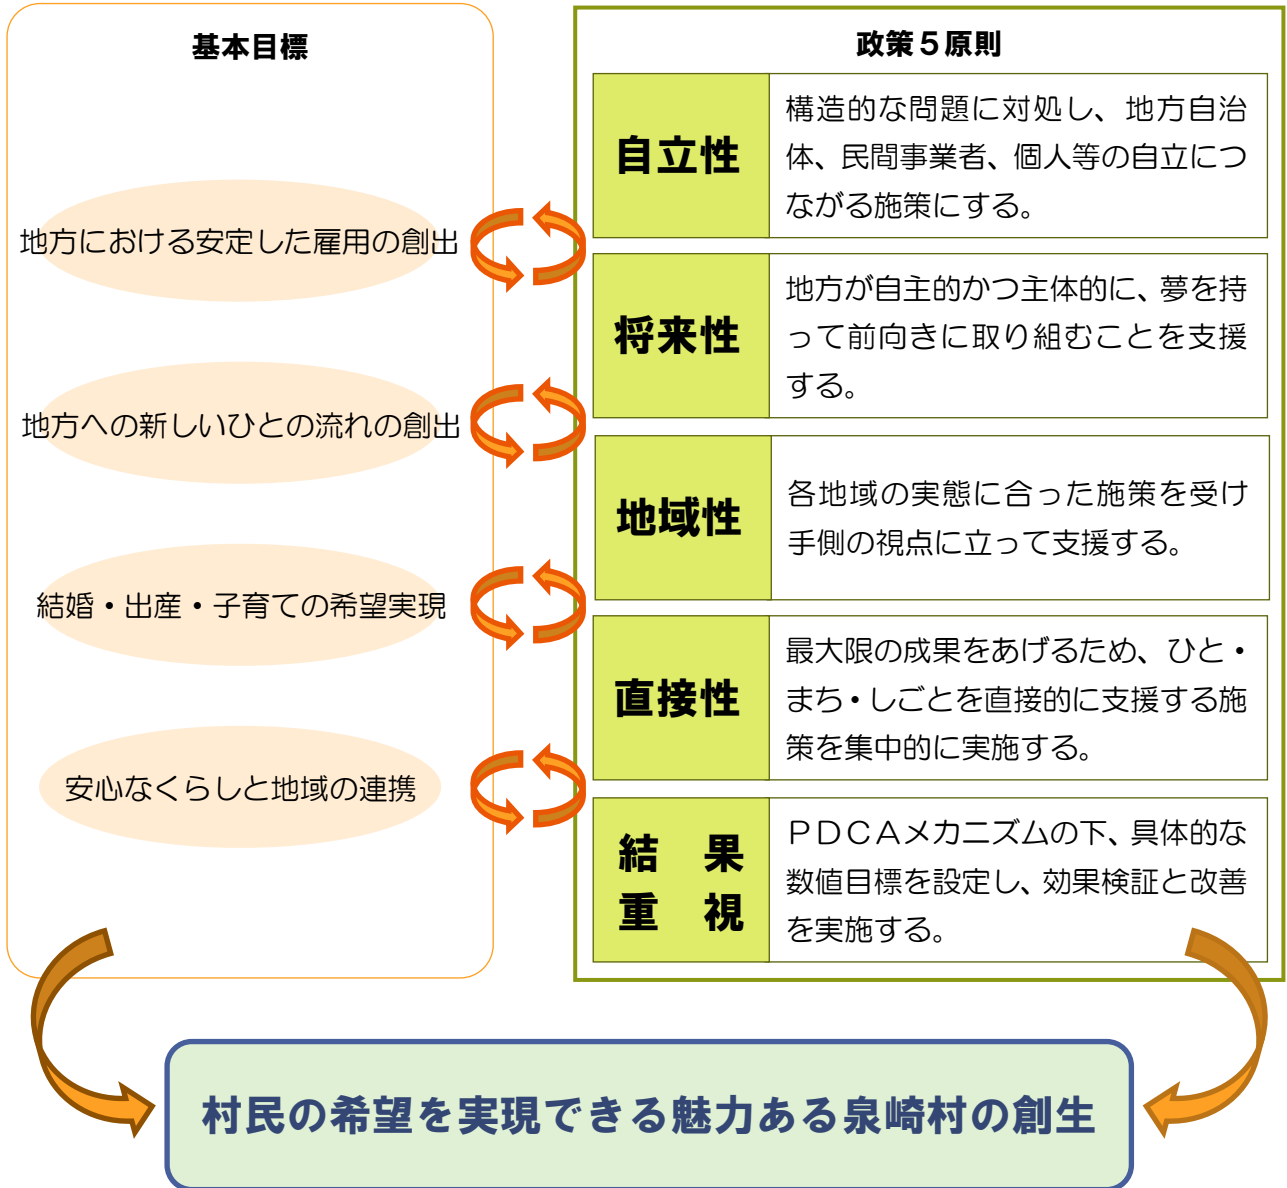 基本目標
地方における安定した雇用の創出
地方への新しいひとの流れの創出
結婚・出産・子育ての希望実現
安心なくらしと地域の連携
政策５原則
自立性
構造的な問題に対処し、地方自治
体、民間事業者、個人等の自立につ
ながる施策にする。
将来性
地方が自主的かつ主体的に、夢を持
って前向きに取り組むことを支援
する。
地域性
各地域の実態に合った施策を受け
手側の視点に立って支援する。
直接性
最大限の成果をあげるため、ひと・
まち・しごとを直接的に支援する施
策を集中的に実施する。
結　果
重　視
ＰＤＣＡメカニズムの下、具体的な
数値目標を設定し、効果検証と改善
を実施する。
村民の希望を実現できる魅力ある泉崎村の創生